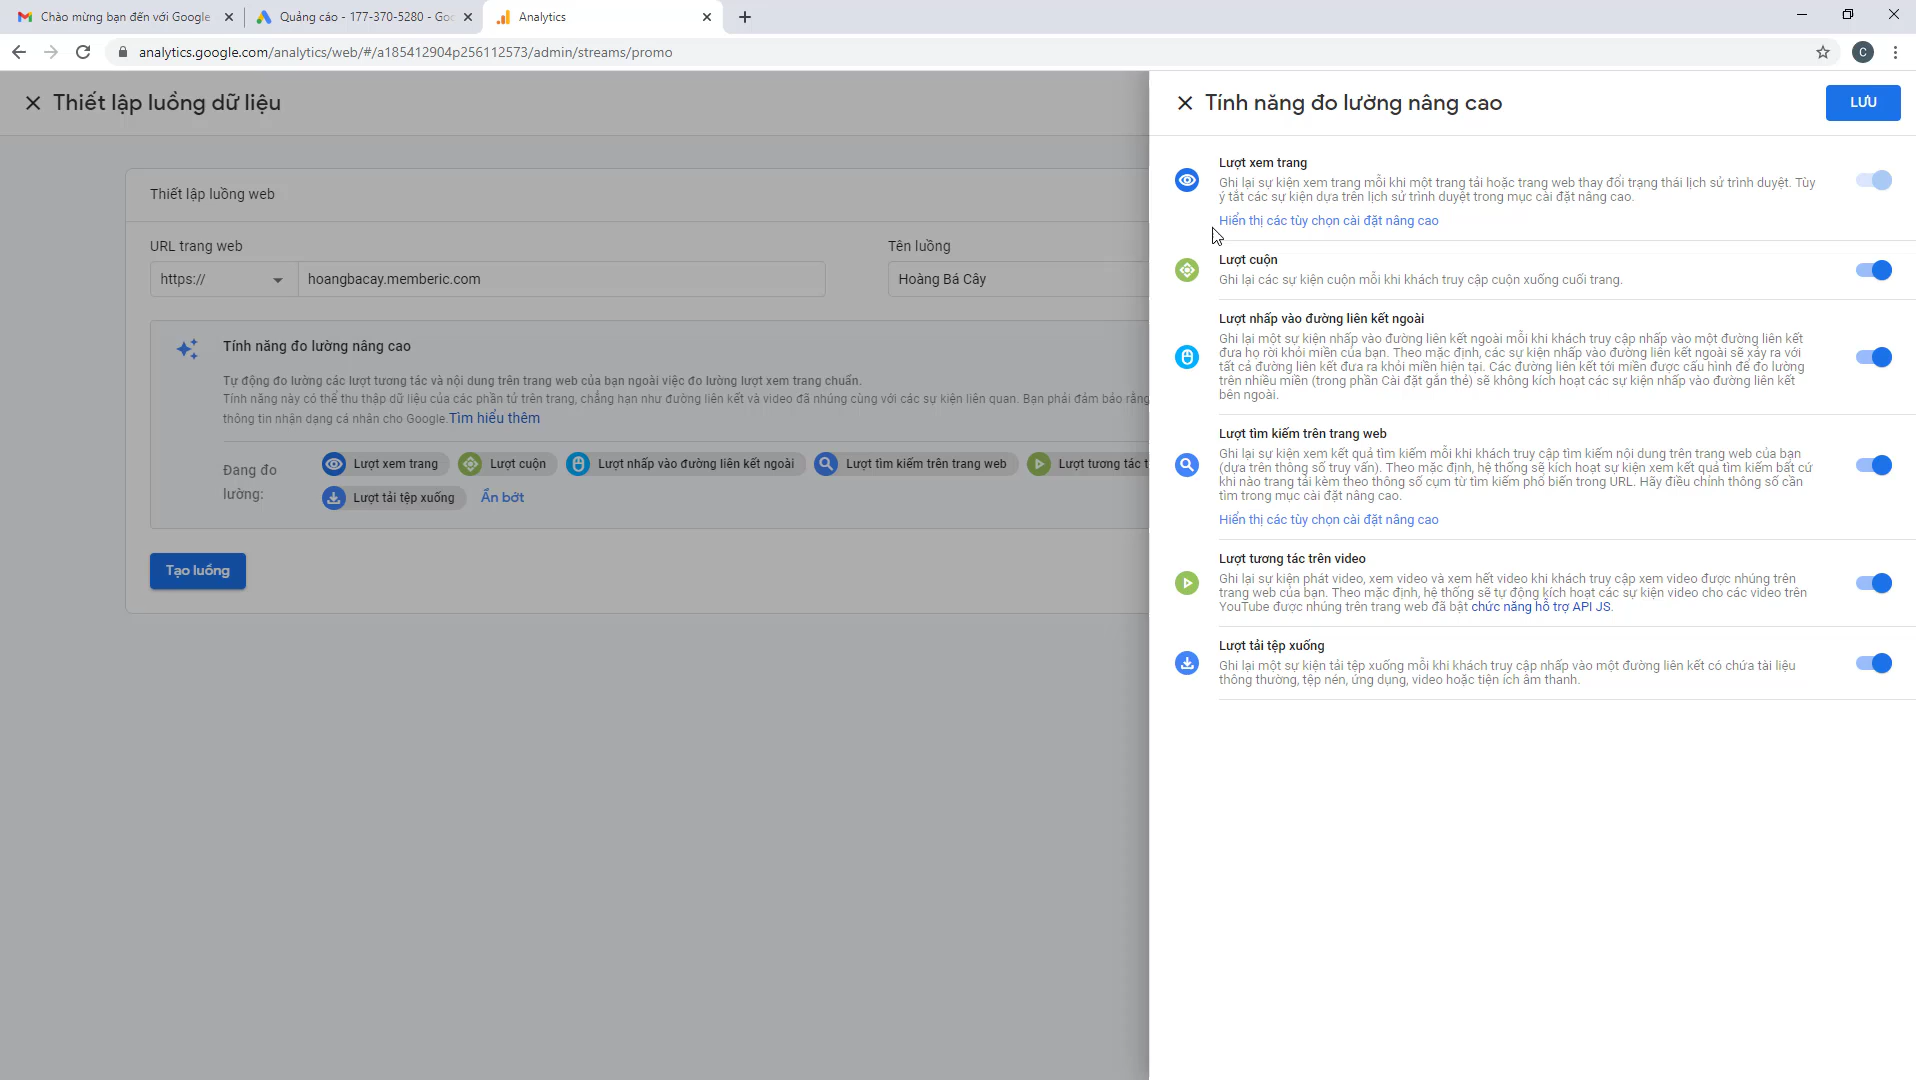 Chào mừng bạn đến với Google
Quảng cáo - 177-370-5280 - Goo
Analytics
analytics.google.com/analytics/web/#/a185412904p256112573/admin/streams/promo
C
Thiết lập luồng dữ liệu
Thiết lập luồng web
URL trang web
Tên luồng
https://
hoangbacay.memberic.com
Hoàng Bá Cây
Tính năng đo lường nâng cao
Tự động đo lường các lượt tương tác và nội dung trên trang web của bạn ngoài việc đo lường lượt xem trang chuẩn.
Tính năng này có thể thu thập dữ liệu của các phần tử trên trang, chẳng hạn như đường liên kết và video đã nhúng cùng với các sự kiện liên quan. Bạn phải đảm bảo rằng
thông tin nhận dạng cá nhân cho Google.Tìm hiểu thêm
Đang đo lường:
Lượt xem trang
Lượt cuộn
Lượt nhấp vào đường liên kết ngoài
Lượt tìm kiếm trên trang web
Lượt tương tác t
Lượt tải tệp xuống
Ẩn bớt
Tạo luồng
Tính năng đo lường nâng cao
LƯU
Lượt xem trang
Ghi lại sự kiện xem trang mỗi khi một trang tải hoặc trang web thay đổi trạng thái lịch sử trình duyệt. Tùy
ý tắt các sự kiện dựa trên lịch sử trình duyệt trong mục cài đặt nâng cao.
Hiển thị các tùy chọn cài đặt nâng cao
Lượt cuộn
Ghi lại các sự kiện cuộn mỗi khi khách truy cập cuộn xuống cuối trang.
Lượt nhấp vào đường liên kết ngoài
Ghi lại một sự kiện nhấp vào đường liên kết ngoài mỗi khi khách truy cập nhấp vào một đường liên kết
đưa họ rời khỏi miền của bạn. Theo mặc định, các sự kiện nhấp vào đường liên kết ngoài sẽ xảy ra với
tất cả đường liên kết đưa ra khỏi miền hiện tại. Các đường liên kết tới miền được cấu hình để đo lường
trên nhiều miền (trong phần Cài đặt gắn thẻ) sẽ không kích hoạt các sự kiện nhấp vào đường liên kết
bên ngoài.
Lượt tìm kiếm trên trang web
Ghi lại sự kiện xem kết quả tìm kiếm mỗi khi khách truy cập tìm kiếm nội dung trên trang web của bạn
(dựa trên thông số truy vấn). Theo mặc định, hệ thống sẽ kích hoạt sự kiện xem kết quả tìm kiếm bất cứ
khi nào trang tải kèm theo thông số cụm từ tìm kiếm phổ biến trong URL. Hãy điều chỉnh thông số cần
tìm trong mục cài đặt nâng cao.
Hiển thị các tùy chọn cài đặt nâng cao
Lượt tương tác trên video
Ghi lại sự kiện phát video, xem video và xem hết video khi khách truy cập xem video được nhúng trên
trang web của bạn. Theo mặc định, hệ thống sẽ tự động kích hoạt các sự kiện video cho các video trên
YouTube được nhúng trên trang web đã bật chức năng hỗ trợ API JS.
Lượt tải tệp xuống
Ghi lại một sự kiện tải tệp xuống mỗi khi khách truy cập nhấp vào một đường liên kết có chứa tài liệu
thông thường, tệp nén, ứng dụng, video hoặc tiện ích âm thanh.